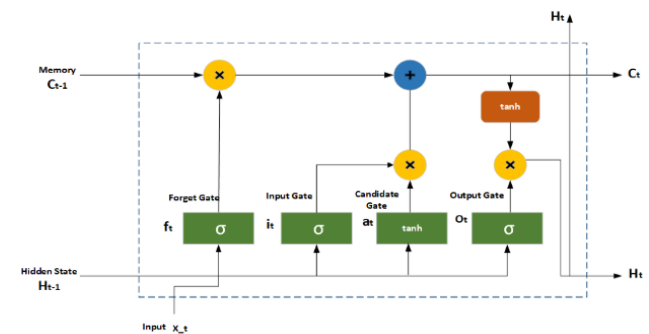 Ht
Memory
Ct-1
×
+
Ct
tanh
×
×
Forget Gate
Input Gate
Candidate
Gate
Output Gate
ft
σ
it
σ
at
tanh
Ot
σ
Hidden State
Ht-1
Ht
Input X_t